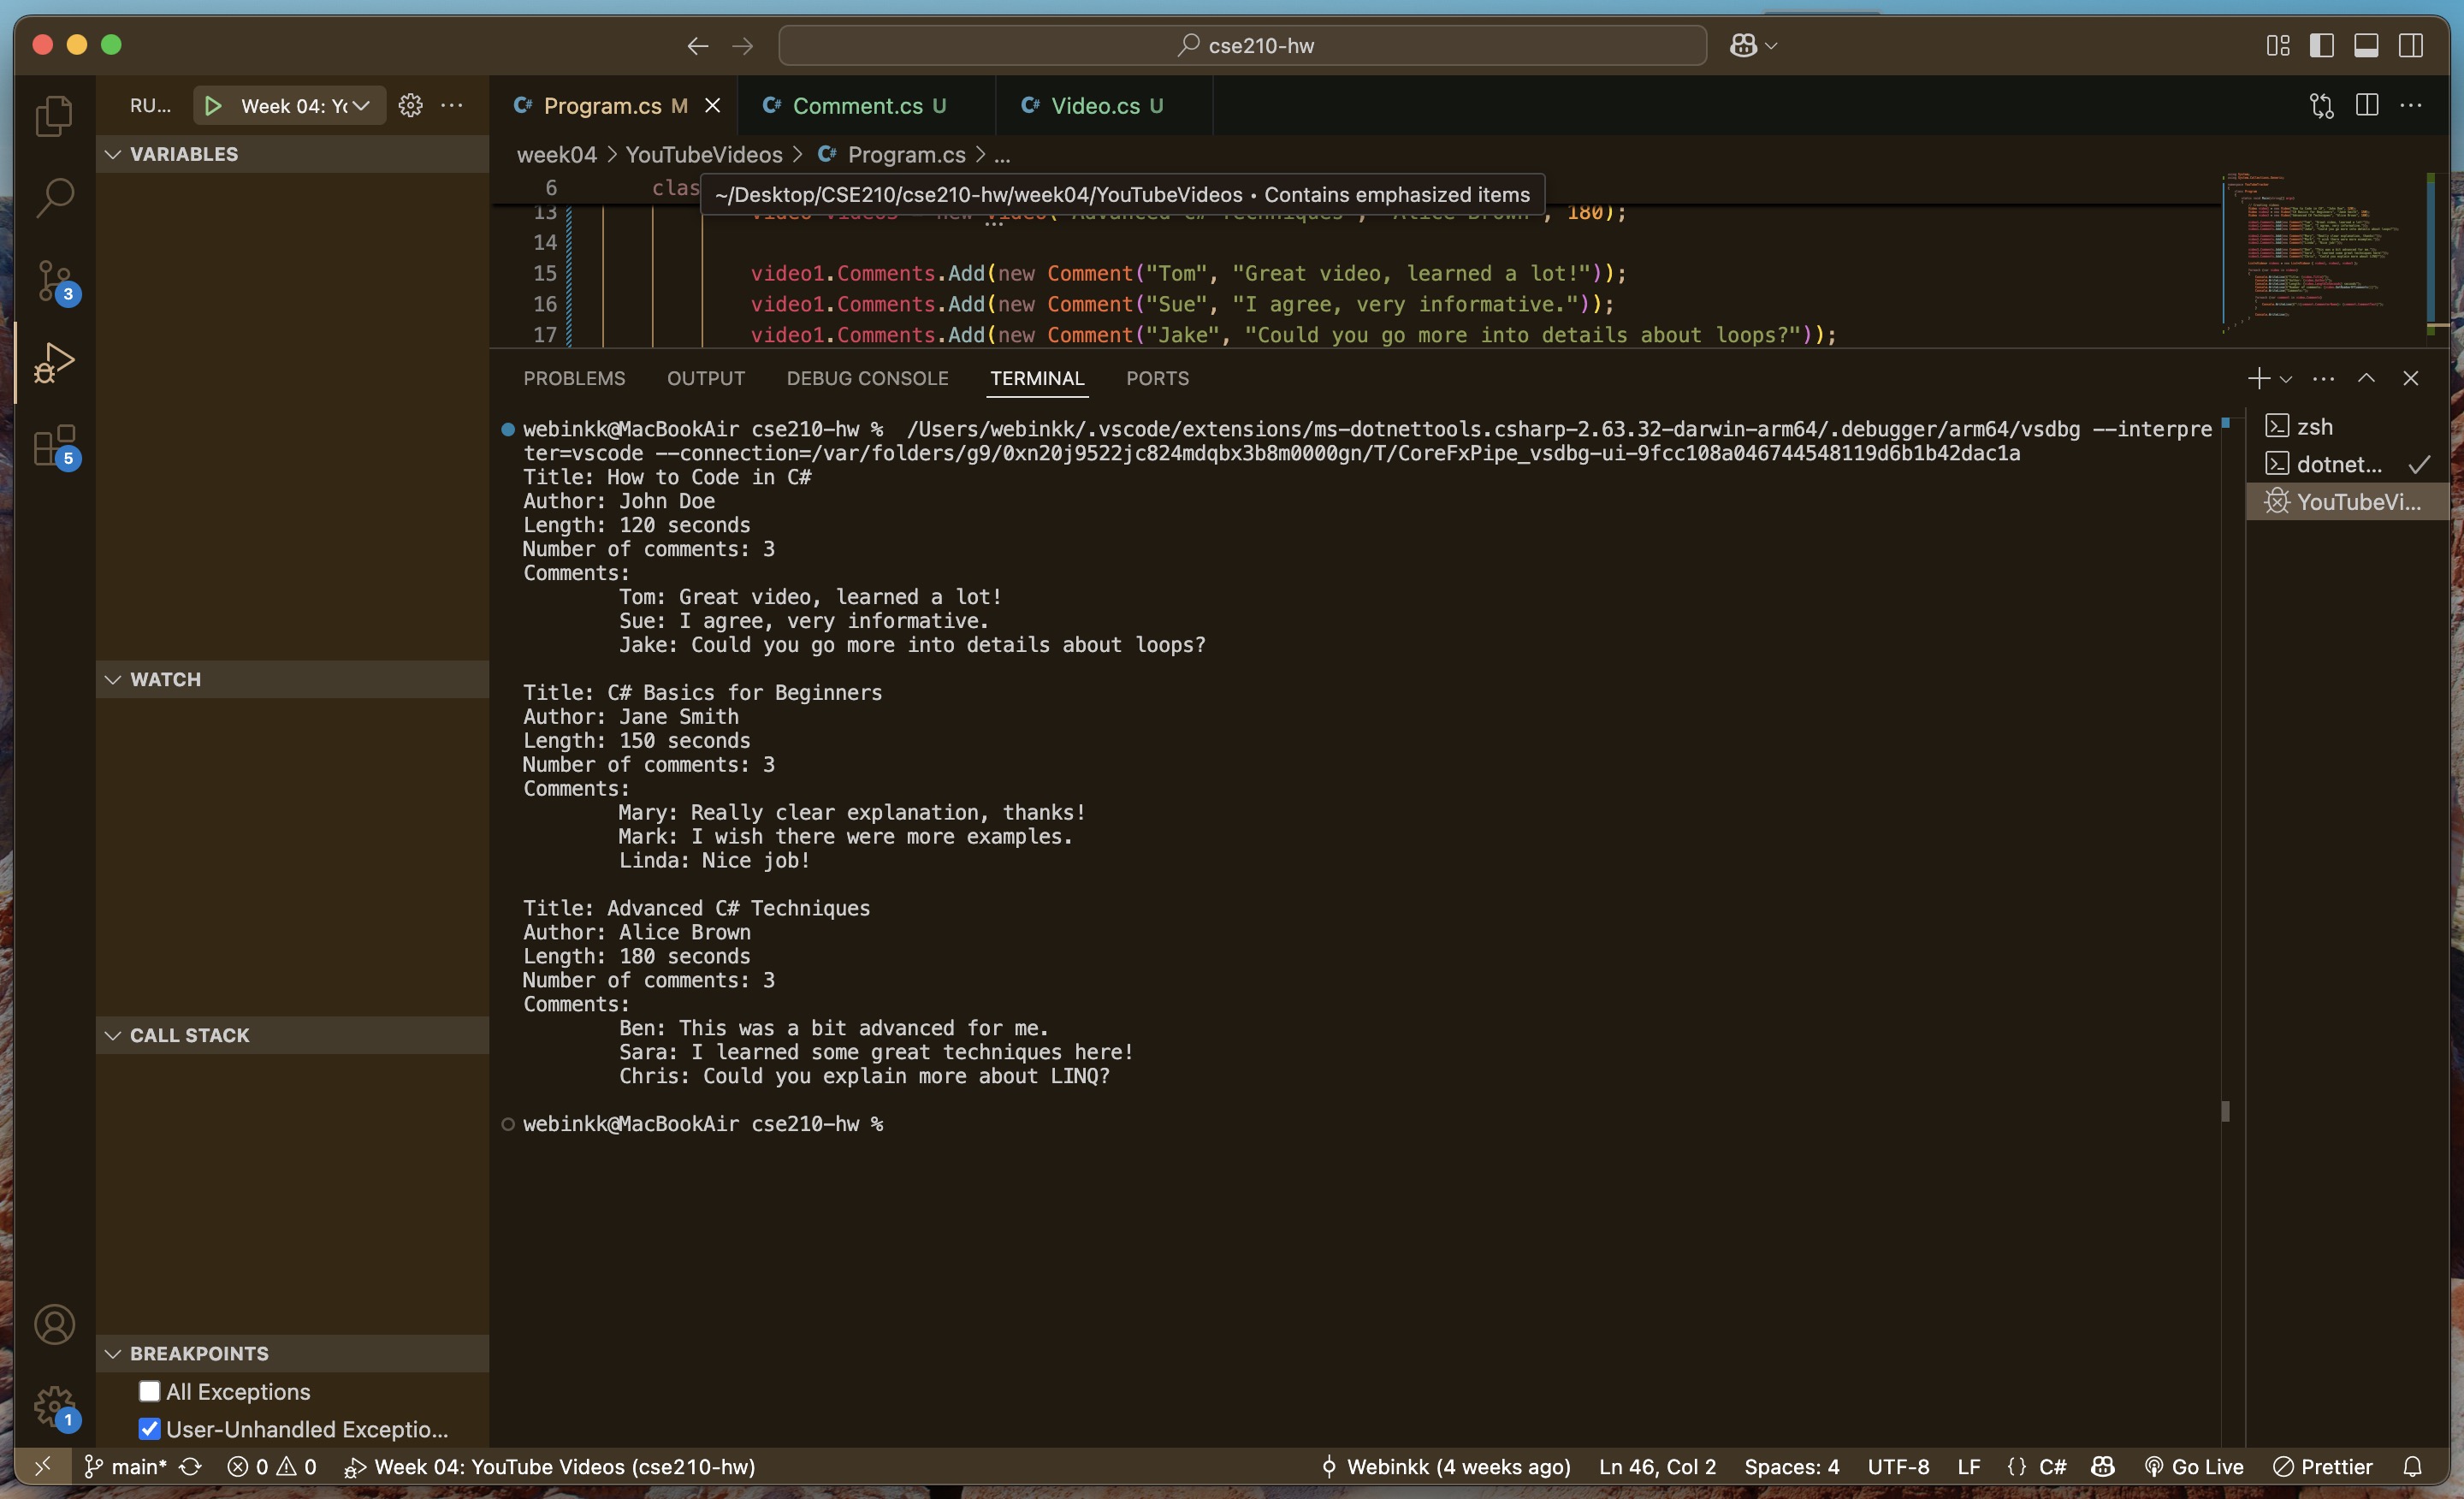 cse210-hw
RU... Week 04: Yo
Program.cs M
Comment.cs U
Video.cs U
VARIABLES
week04 > YouTubeVideos > Program.cs > ...
6 clas
~/Desktop/CSE210/cse210-hw/week04/YouTubeVideos • Contains emphasized items
13 180);
14
15 video1.Comments.Add(new Comment("Tom", "Great video, learned a lot!"));
16 video1.Comments.Add(new Comment("Sue", "I agree, very informative."));
17 video1.Comments.Add(new Comment("Jake", "Could you go more into details about loops?"));
3
5
PROBLEMS OUTPUT DEBUG CONSOLE TERMINAL PORTS
webinkk@MacBookAir cse210-hw % /Users/webinkk/.vscode/extensions/ms-dotnettools.csharp-2.63.32-darwin-arm64/.debugger/arm64/vsdbg --interpre
ter=vscode --connection=/var/folders/g9/0xn20j9522jc824mdqbx3b8m0000gn/T/CoreFxPipe_vsdbg-ui-9fcc108a046744548119d6b1b42dac1a
Title: How to Code in C#
Author: John Doe
Length: 120 seconds
Number of comments: 3
Comments:
Tom: Great video, learned a lot!
Sue: I agree, very informative.
Jake: Could you go more into details about loops?
Title: C# Basics for Beginners
Author: Jane Smith
Length: 150 seconds
Number of comments: 3
Comments:
Mary: Really clear explanation, thanks!
Mark: I wish there were more examples.
Linda: Nice job!
Title: Advanced C# Techniques
Author: Alice Brown
Length: 180 seconds
Number of comments: 3
Comments:
Ben: This was a bit advanced for me.
Sara: I learned some great techniques here!
Chris: Could you explain more about LINQ?
webinkk@MacBookAir cse210-hw %
zsh
dotnet...
YouTubeVi...
WATCH
CALL STACK
BREAKPOINTS
All Exceptions
User-Unhandled Exceptio...
1
main* 0 0 Week 04: YouTube Videos (cse210-hw)
Webinkk (4 weeks ago) Ln 46, Col 2 Spaces: 4 UTF-8 LF {} C# Go Live Prettier